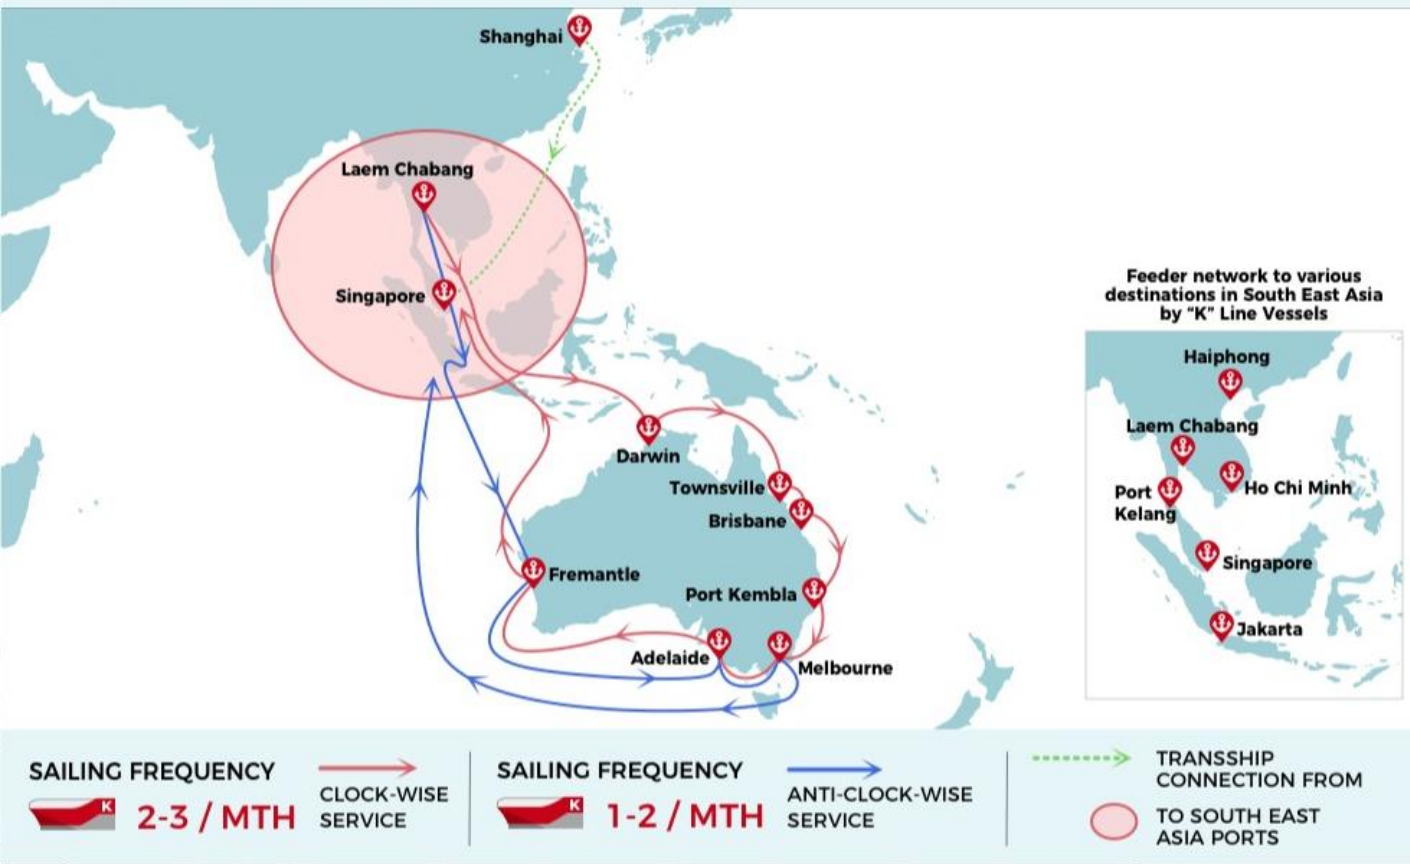 Shanghai
Laem Chabang
Singapore
Darwin
Townsville
Brisbane
Fremantle
Port Kembla
Adelaide
Melbourne
Feeder network to various
destinations in South East Asia
by “K” Line Vessels
Haiphong
Laem Chabang
Port
Kelang
Ho Chi Minh
Singapore
Jakarta
SAILING FREQUENCY
K
2-3 / MTH
CLOCK-WISE
SERVICE
SAILING FREQUENCY
K
1-2 / MTH
ANTI-CLOCK-WISE
SERVICE
TRANSSHIP
CONNECTION FROM
TO SOUTH EAST
ASIA PORTS